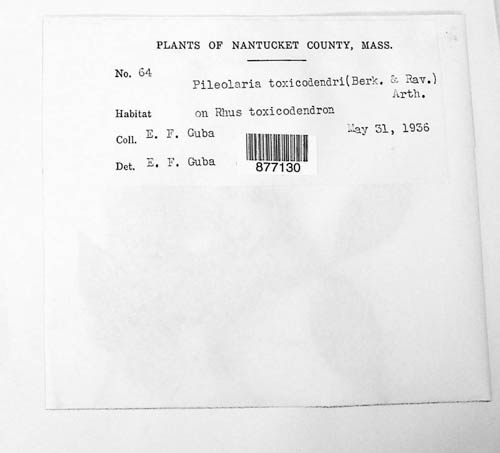 PLANTS OF NANTUCKET COUNTY, MASS.
No. 64
Pileolaria toxicodendri(Berk. & Rav.)
Arth.
Habitat on Rhus toxicodendron
Coll. E. F. Guba May 31, 1936
Det. E. F. Guba
877130